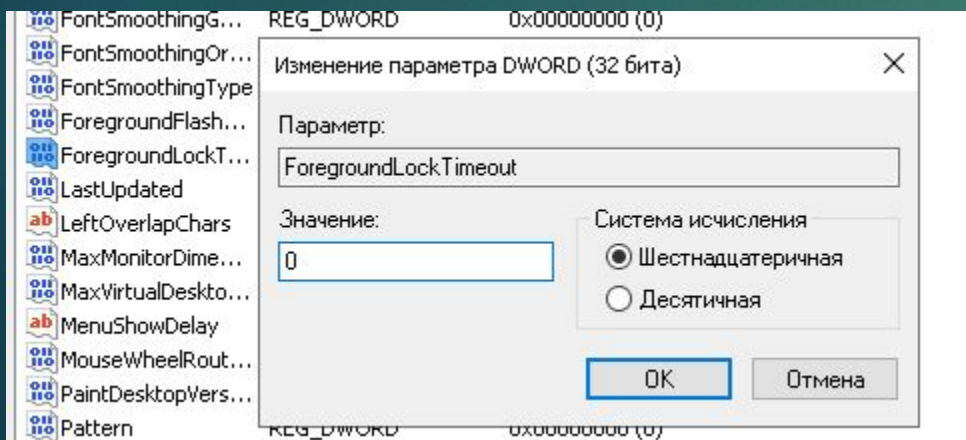 FontSmoothingG... REG_DWORD 0x00000000 (0)
FontSmoothingOr...
FontSmoothingType
ForegroundFlash...
ForegroundLockT...
LastUpdated
LeftOverlapChars
MaxMonitorDime...
MaxVirtualDeskto...
MenuShowDelay
MouseWheelRout...
PaintDesktopVers...
Pattern REG_DWORD 0x00000000 (0)
Изменение параметра DWORD (32 бита)
Параметр:
ForegroundLockTimeout
Значение:
0
Система исчисления
Шестнадцатеричная
Десятичная
OK
Отмена